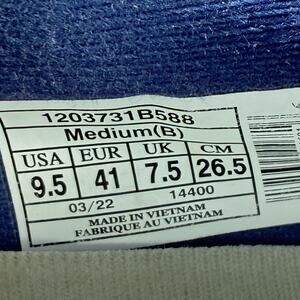 1203731B588
Medium(B)
USA EUR UK CM
9.5 41 7.5 26.5
03/22 14400
MADE IN VIETNAM
FABRIQUE AU VIETNAM